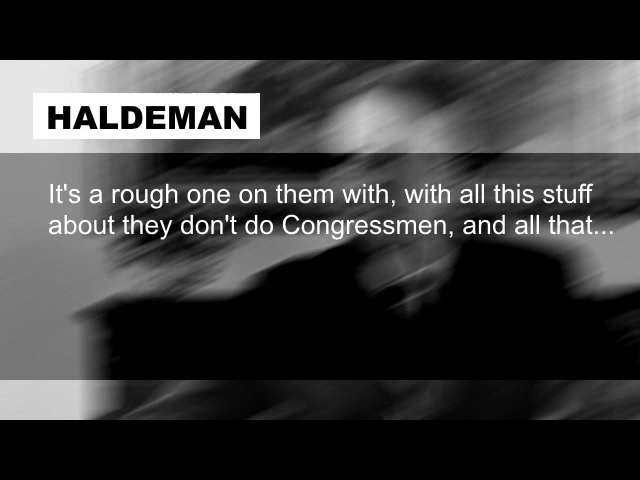 HALDEMAN
It's a rough one on them with, with all this stuff
about they don't do Congressmen, and all that...